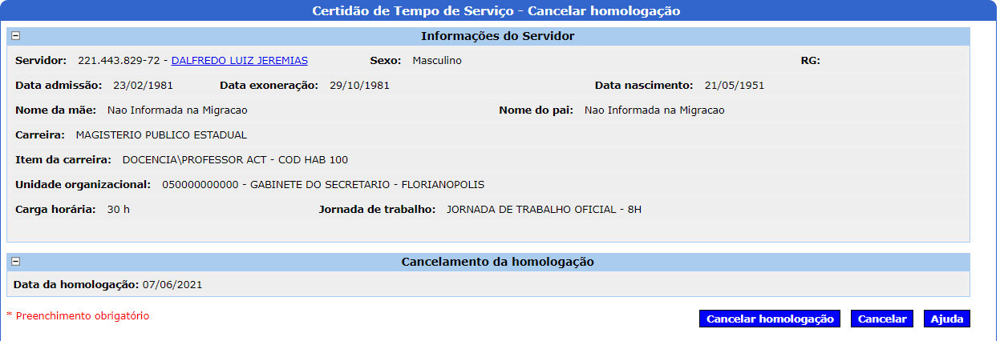 Certidão de Tempo de Serviço - Cancelar homologação
Informações do Servidor
Servidor: 221.443.829-72 - DALFREDO LUIZ JEREMIAS Sexo: Masculino RG:
Data admissão: 23/02/1981 Data exoneração: 29/10/1981 Data nascimento: 21/05/1951
Nome da mãe: Nao Informada na Migracao Nome do pai: Nao Informada na Migracao
Carreira: MAGISTERIO PUBLICO ESTADUAL
Item da carreira: DOCENCIA\PROFESSOR ACT - COD HAB 100
Unidade organizacional: 050000000000 - GABINETE DO SECRETARIO - FLORIANOPOLIS
Carga horária: 30 h Jornada de trabalho: JORNADA DE TRABALHO OFICIAL - 8H
Cancelamento da homologação
Data da homologação: 07/06/2021
* Preenchimento obrigatório Cancelar homologação Cancelar Ajuda